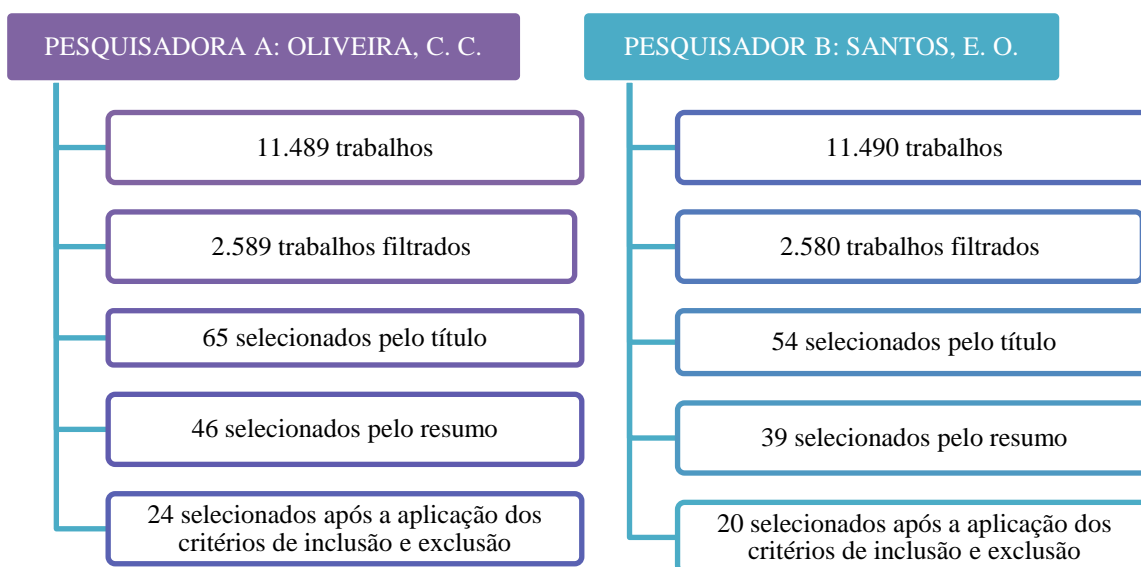 PESQUISADORA A: OLIVEIRA, C. C.
11.489 trabalhos
2.589 trabalhos filtrados
65 selecionados pelo título
46 selecionados pelo resumo
24 selecionados após a aplicação dos
critérios de inclusão e exclusão
PESQUISADOR B: SANTOS, E. O.
11.490 trabalhos
2.580 trabalhos filtrados
54 selecionados pelo título
39 selecionados pelo resumo
20 selecionados após a aplicação dos
critérios de inclusão e exclusão